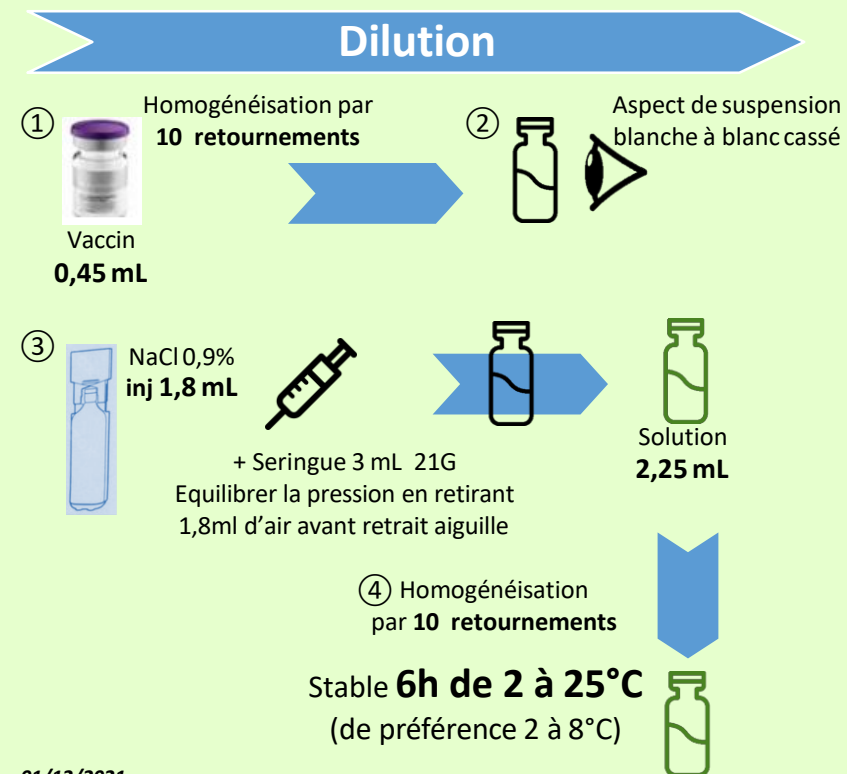 Dilution
①
Homogénéisation par
10 retournements
Vaccin
0,45 mL
②
Aspect de suspension
blanche à blanc cassé
③
NaCl 0,9%
inj 1,8 mL
+ Seringue 3 mL 21G
Equilibrer la pression en retirant
1,8ml d'air avant retrait aiguille
Solution
2,25 mL
④ Homogénéisation
par 10 retournements
Stable 6h de 2 à 25°C
(de préférence 2 à 8°C)